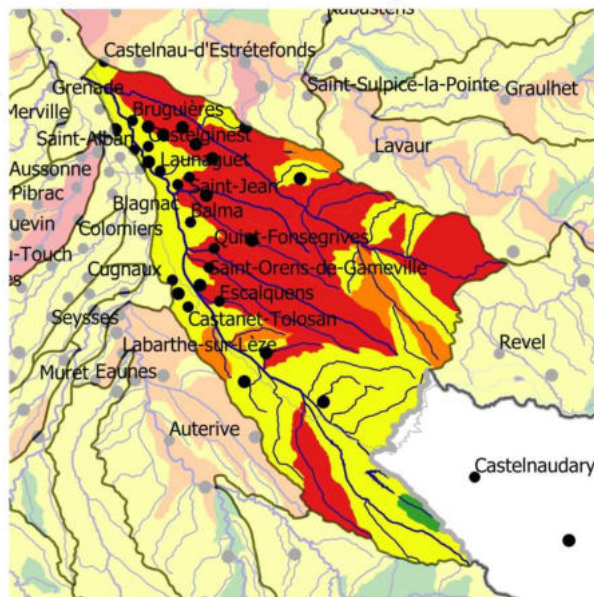 Rabastens
Castelnau-d'Estrétefonds
Grenade
Saint-Sulpice-la-Pointe
Graulhet
Merville
Bruguières
Saint-Alban
Castelginest
Lavaur
Aussonne
Launaguet
Pibrac
Saint-Jean
Blagnac
Balma
Colomiers
Quint-Fonsegrives
Cugnaux
Saint-Orens-de-Gameville
Escalquens
Seysses
Castanet-Tolosan
Revel
Labarthe-sur-Lèze
Muret
Eaunes
Auterive
Castelnaudary